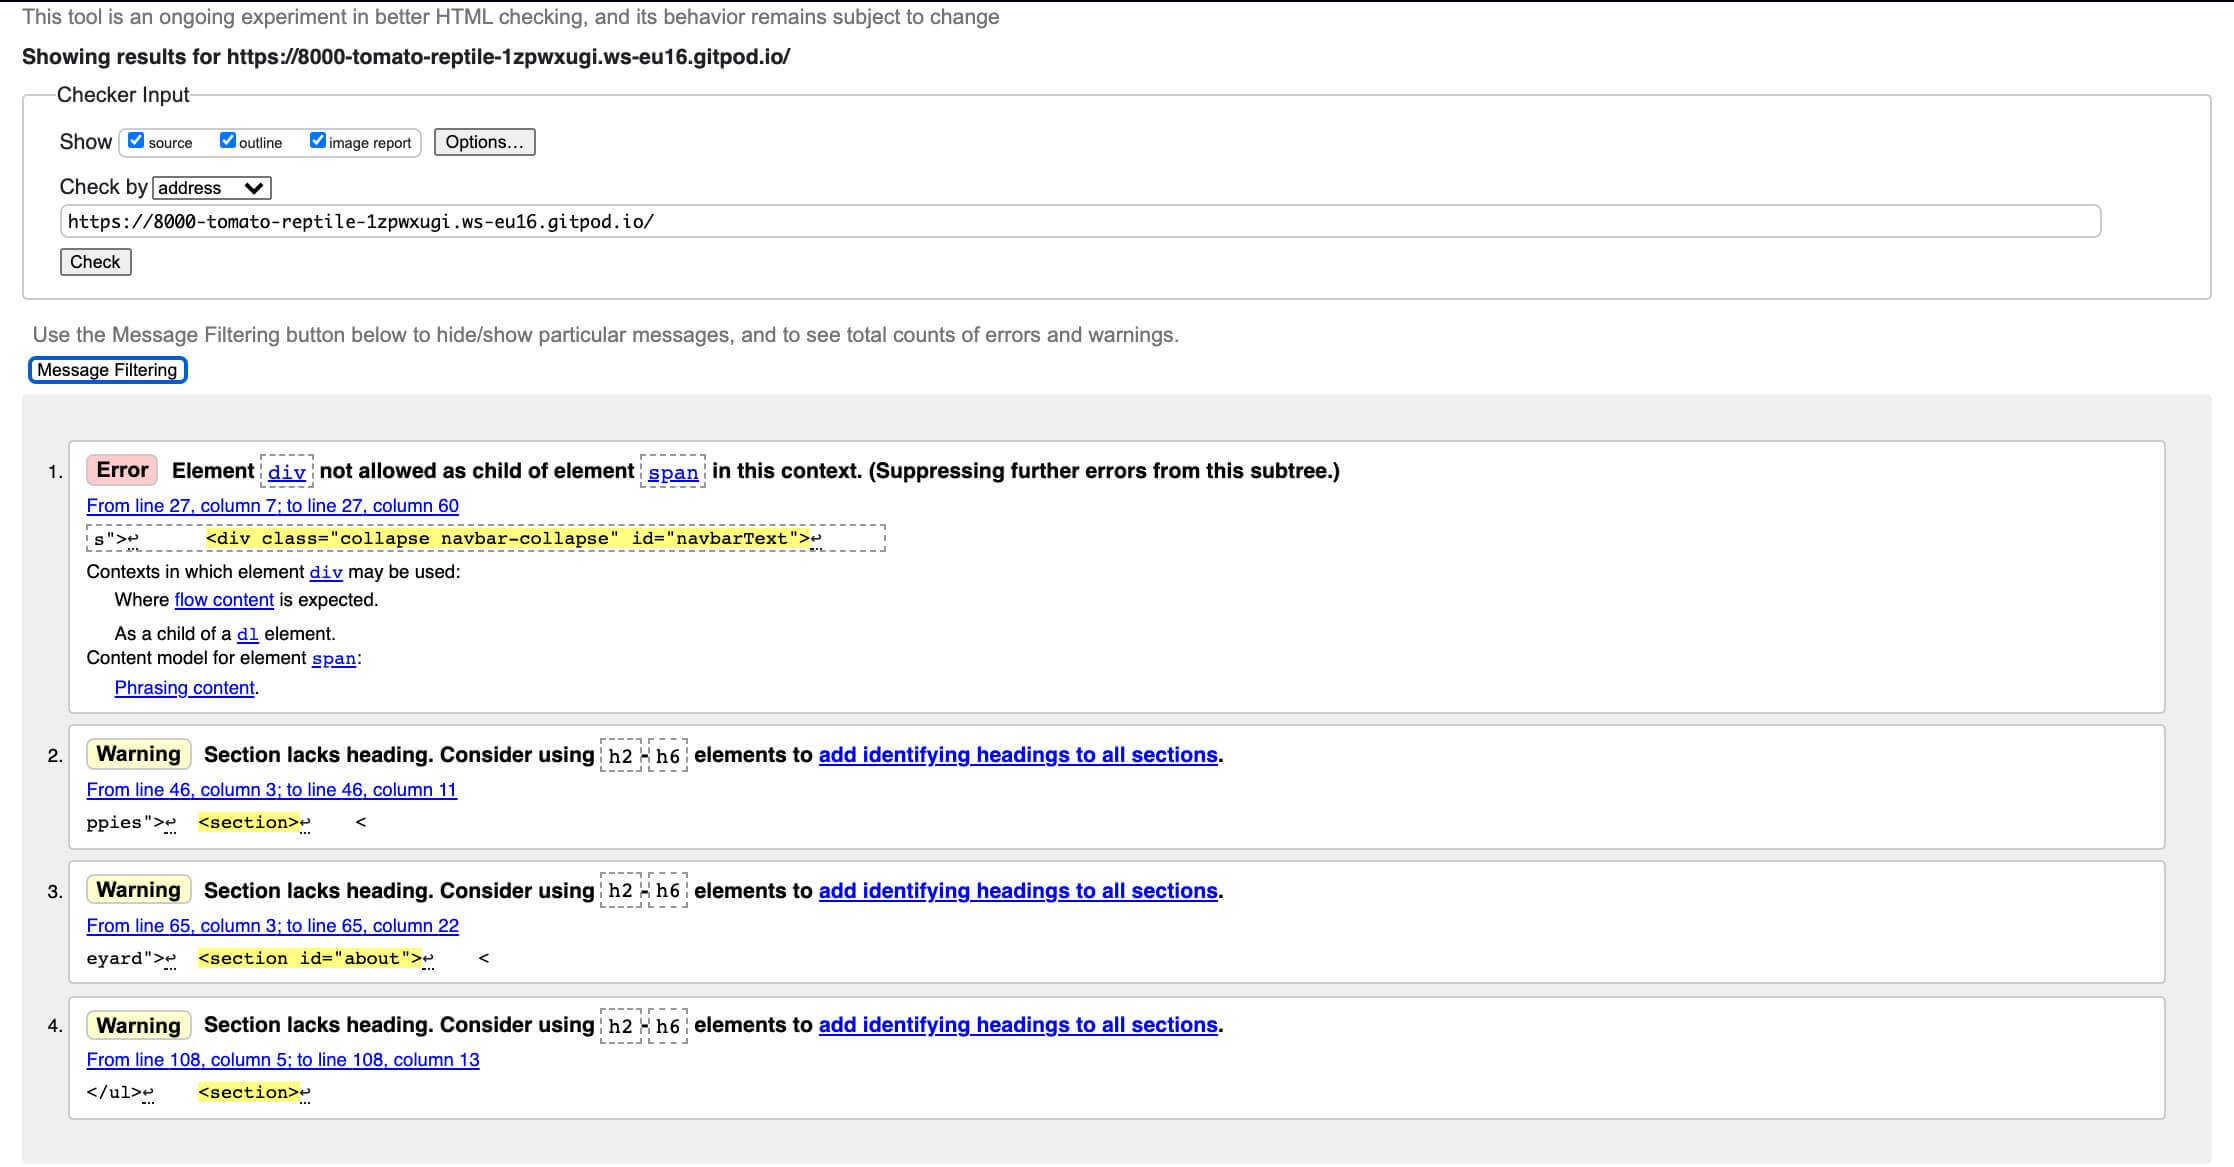 This tool is an ongoing experiment in better HTML checking, and its behavior remains subject to change
Showing results for https://8000-tomato-reptile-1zpwxugi.ws-eu16.gitpod.io/
Checker Input
Show source outline image report Options...
Check by address
https://8000-tomato-reptile-1zpwxugi.ws-eu16.gitpod.io/
Check
Use the Message Filtering button below to hide/show particular messages, and to see total counts of errors and warnings.
Message Filtering
1. Error Element div not allowed as child of element span in this context. (Suppressing further errors from this subtree.)
From line 27, column 7; to line 27, column 60
s">↩ <div class="collapse navbar-collapse" id="navbarText">↩
Contexts in which element div may be used:
Where flow content is expected.
As a child of a dl element.
Content model for element span:
Phrasing content.
2. Warning Section lacks heading. Consider using h2-h6 elements to add identifying headings to all sections.
From line 46, column 3; to line 46, column 11
ppies">↩ <section>↩ <
3. Warning Section lacks heading. Consider using h2-h6 elements to add identifying headings to all sections.
From line 65, column 3; to line 65, column 22
eyard">↩ <section id="about">↩ <
4. Warning Section lacks heading. Consider using h2-h6 elements to add identifying headings to all sections.
From line 108, column 5; to line 108, column 13
</ul>↩ <section>↩